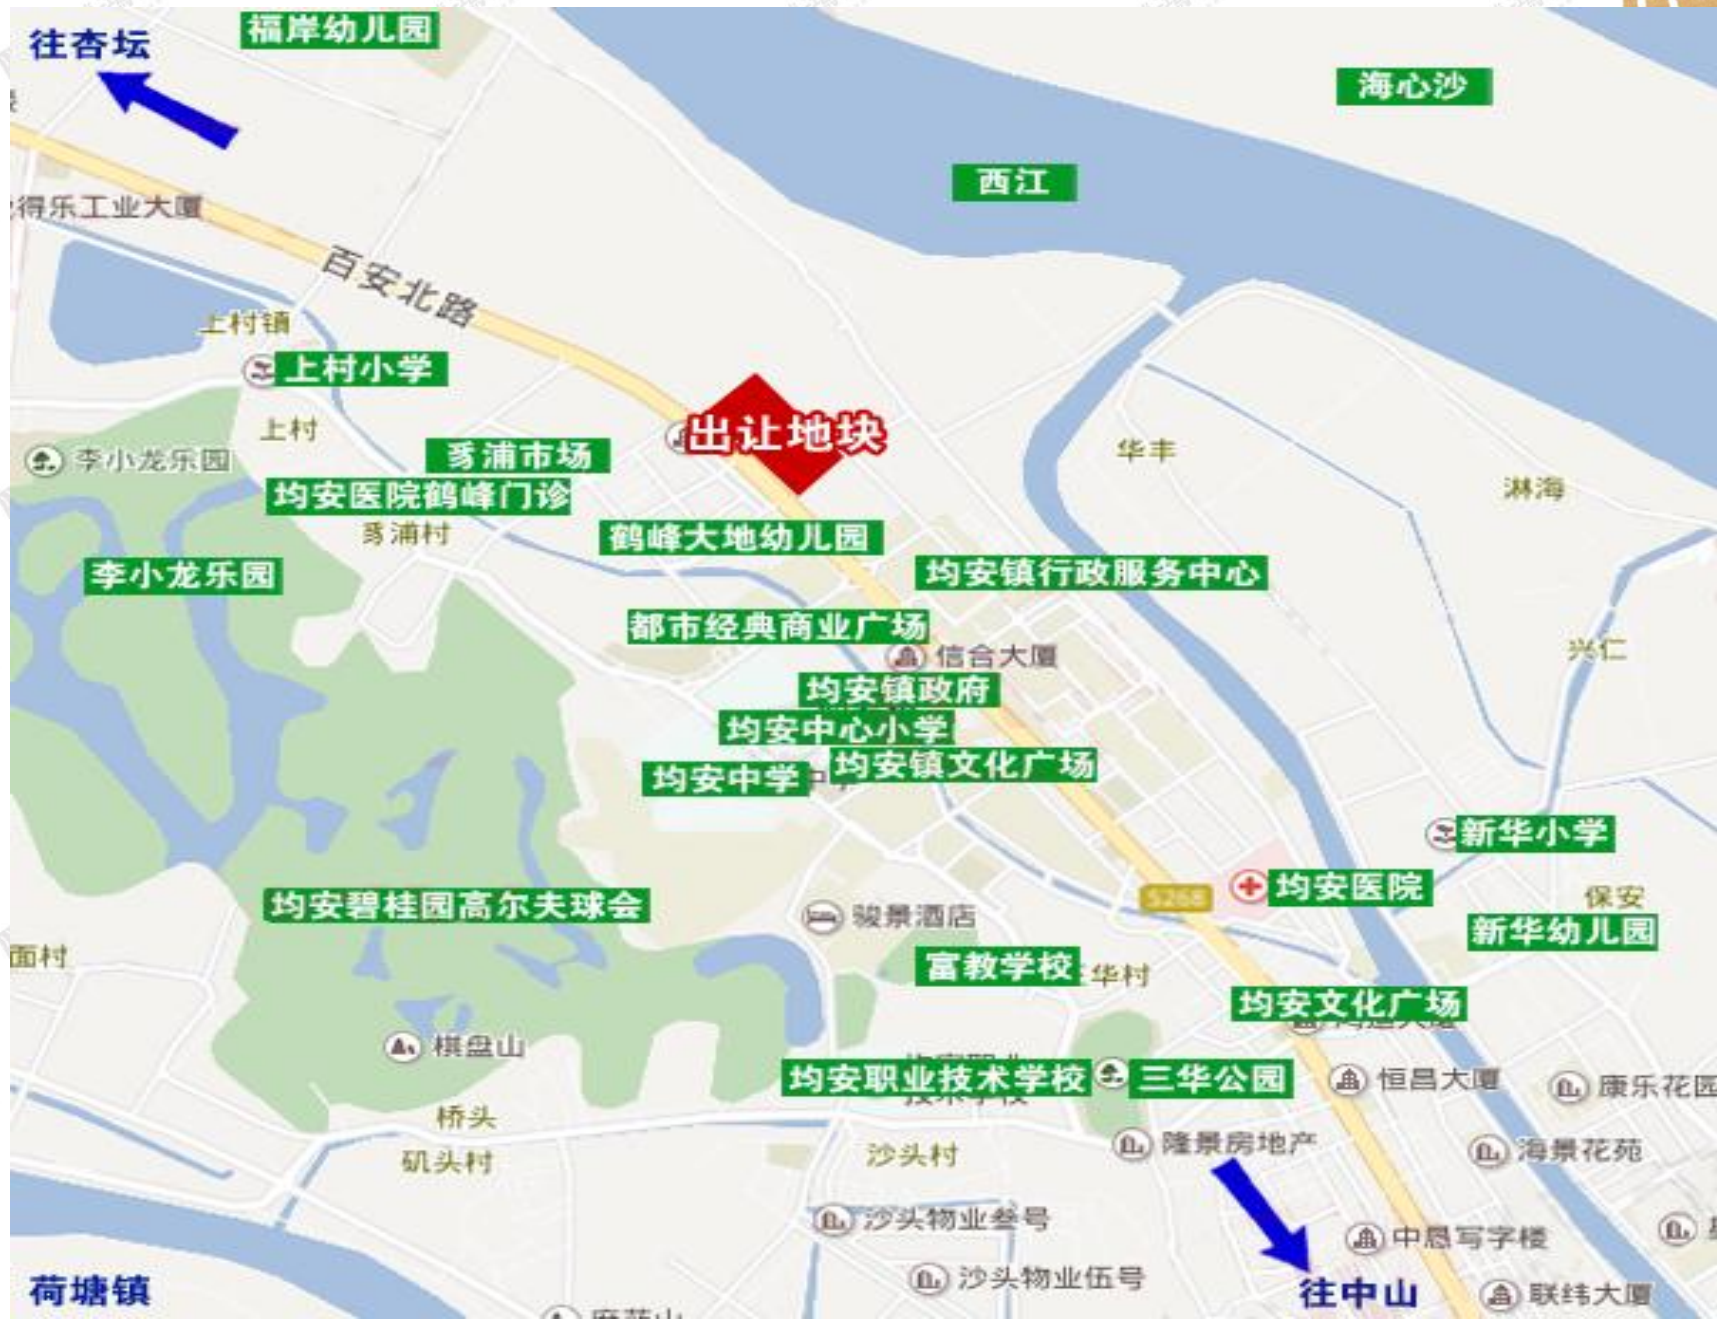 福岸幼儿园
往杏坛
海心沙
西江
得乐工业大厦
百安北路
上村镇
上村小学
上村
出让地块
李小龙乐园
豸浦市场
均安医院鹤峰门诊
华丰
淋海
豸浦村
鹤峰大地幼儿园
李小龙乐园
均安镇行政服务中心
都市经典商业广场
信合大厦
兴仁
均安镇政府
均安中心小学
均安镇文化广场
均安中学
新华小学
均安医院
S268
保安
均安碧桂园高尔夫球会
骏景酒店
新华幼儿园
面村
富教学校
华村
均安文化广场
棋盘山
均安职业技术学校
三华公园
恒昌大厦
康乐花园
桥头
隆景房地产
矶头村
沙头村
海景花苑
沙头物业叁号
中恳写字楼
荷塘镇
沙头物业伍号
往中山
联纬大厦